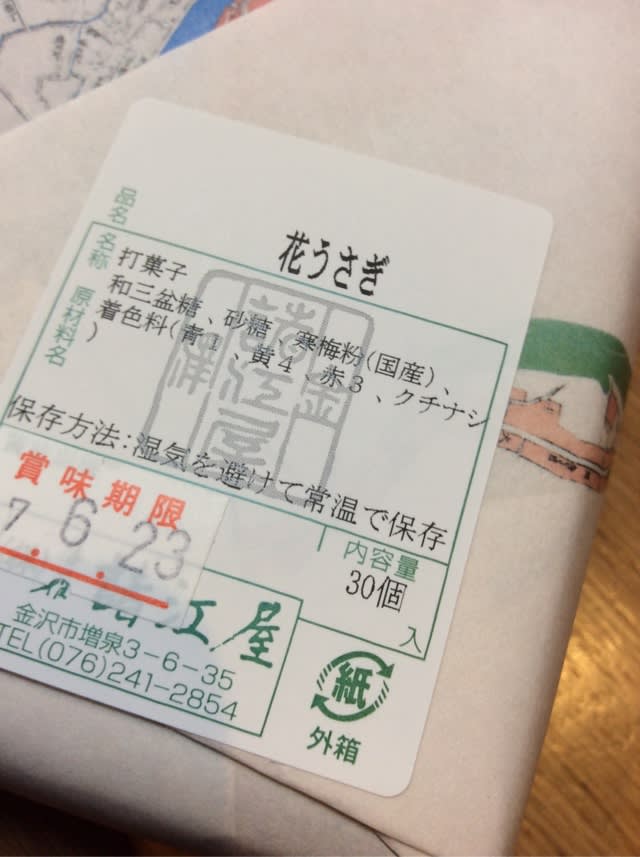 品名
花うさぎ
名称
打菓子
原材料名
和三盆糖、砂糖 寒梅粉(国産)、
着色料(青1、黄4、赤3、クチナシ
)
保存方法:湿気を避けて常温で保存
賞味期限
7.6.23
内容量
30個
入
諸江屋
金沢市増泉3-6-35
TEL(076)241-2854
紙
外箱